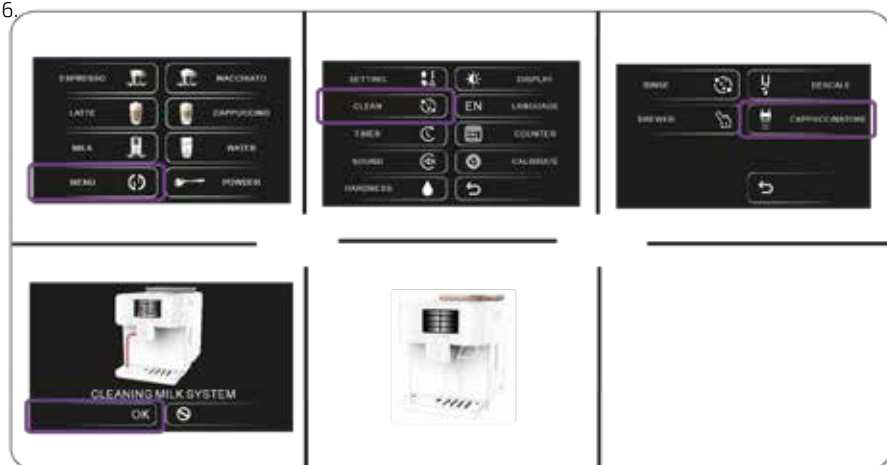 6.
ESPRESSO MACCHIATO
LATTE CAPPUCCINO
MILK WATER
MENU POWDER
SETTING DISPLAY
CLEAN EN LANGUAGE
TIMER COUNTER
SOUND CALIBRATE
HARDNESS
RINSE DESCALE
BREWER CAPPUCCINATORE
CLEANING MILK SYSTEM
OK